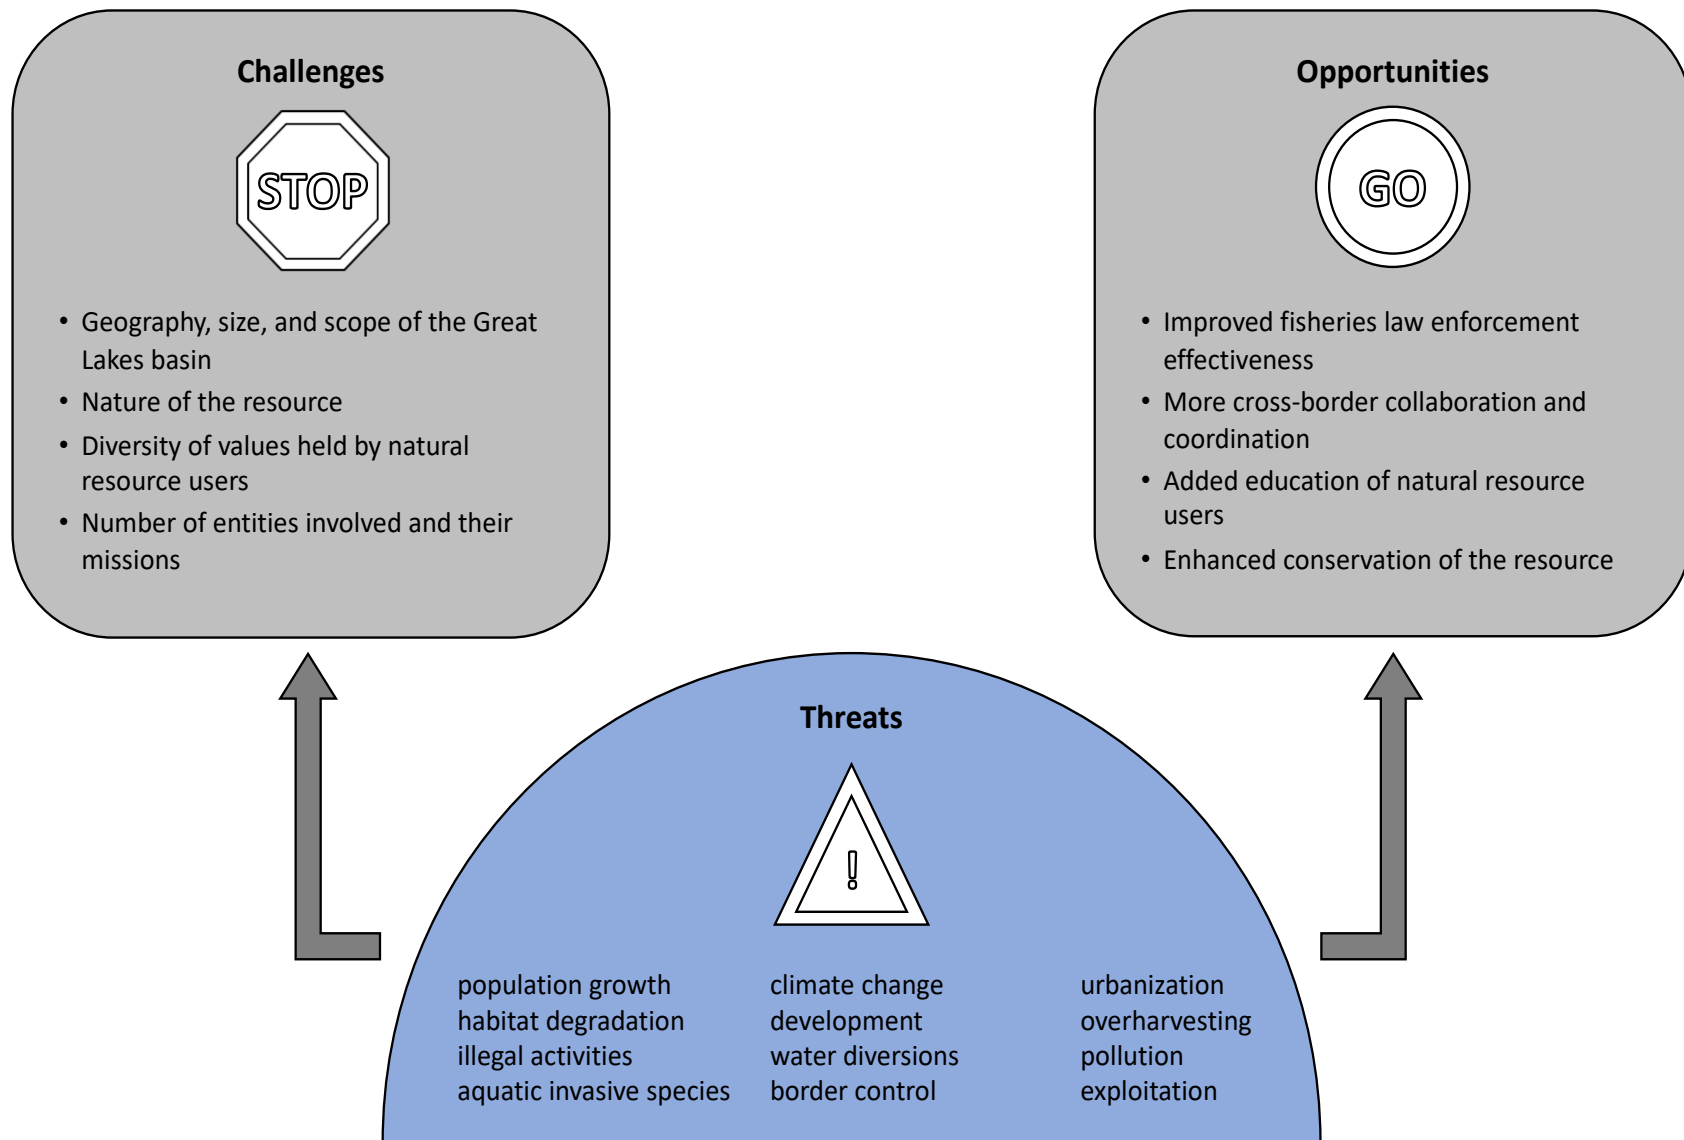 Challenges
STOP
• Geography, size, and scope of the Great
Lakes basin
• Nature of the resource
• Diversity of values held by natural
resource users
• Number of entities involved and their
missions
Opportunities
GO
• Improved fisheries law enforcement
effectiveness
• More cross-border collaboration and
coordination
• Added education of natural resource
users
• Enhanced conservation of the resource
Threats
!
population growth
habitat degradation
illegal activities
aquatic invasive species
climate change
development
water diversions
border control
urbanization
overharvesting
pollution
exploitation